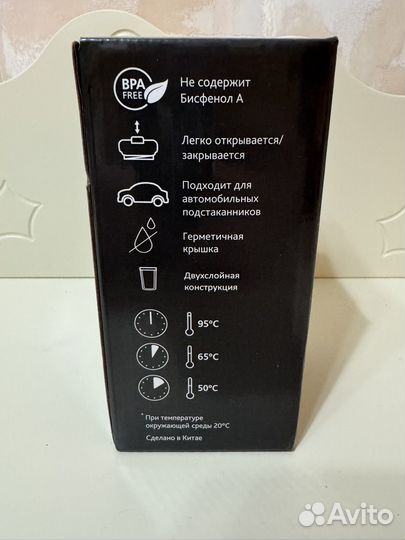 BPA
FREE
Не содержит
Бисфенол А
Легко открывается/
закрывается
Подходит для
автомобильных
подстаканников
Герметичная
крышка
Двухслойная
конструкция
95°C
65°C
50°C
* При температуре
окружающей среды 20°C
Сделано в Китае
Avito